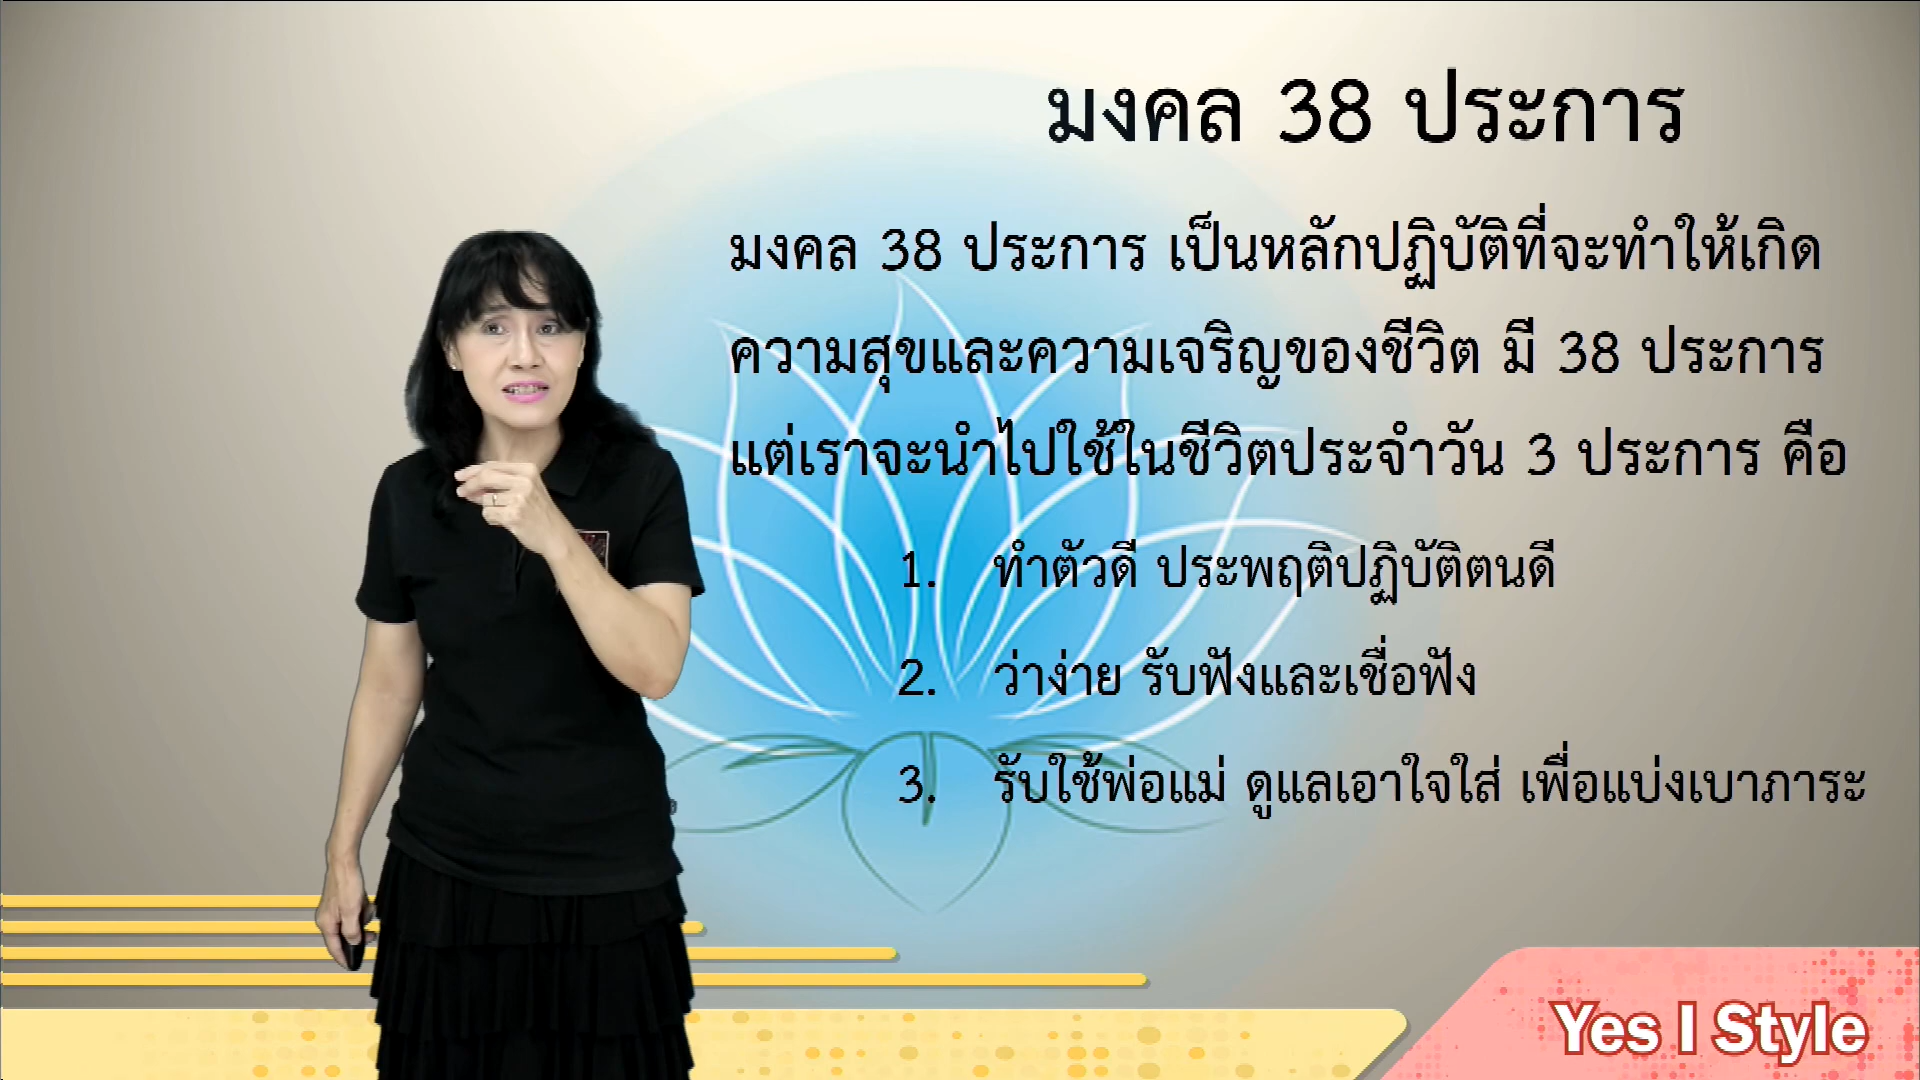 มงคล 38 ประการ
มงคล 38 ประการ เป็นหลักปฏิบัติที่จะทำให้เกิด
ความสุขและความเจริญของชีวิต มี 38 ประการ
แต่เราจะนำไปใช้ในชีวิตประจำวัน 3 ประการ คือ
1. ทำตัวดี ประพฤติปฏิบัติตนดี
2. ว่าง่าย รับฟังและเชื่อฟัง
3. รับใช้พ่อแม่ ดูแลเอาใจใส่ เพื่อแบ่งเบาภาระ
Yes I Style